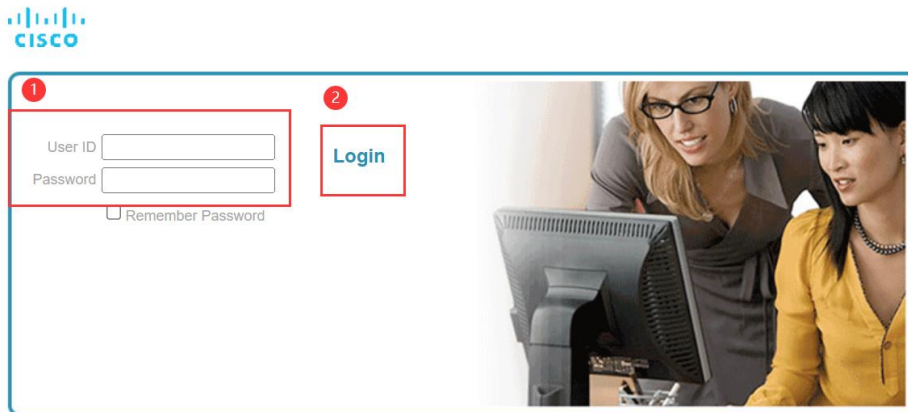 CISCO
1
2
User ID
Login
Password
Remember Password